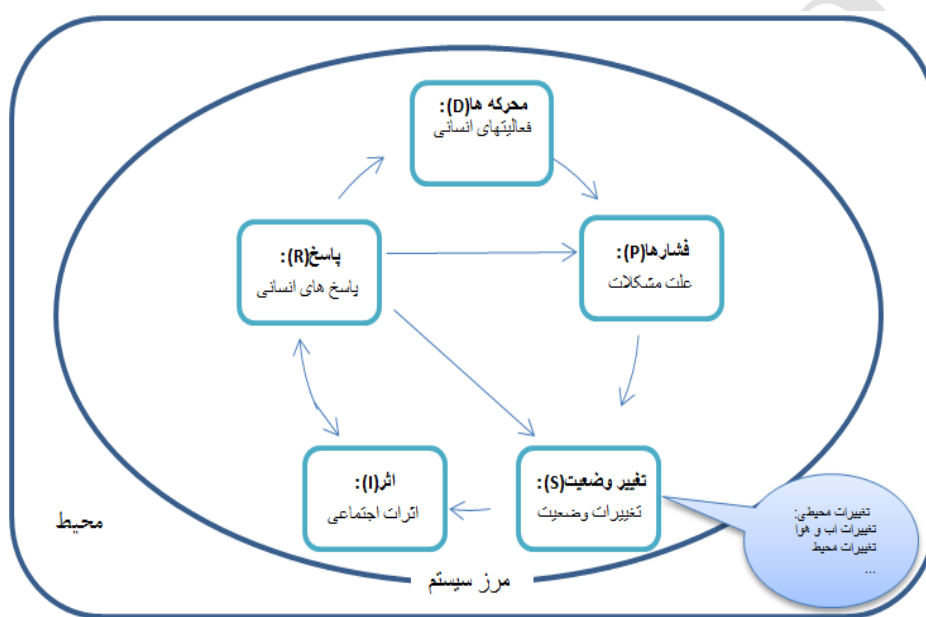 محرکه ها(D):
فعالیتهای انسانی
پاسخ(R):
پاسخ های انسانی
فشارها(P):
علت مشکلات
اثر(I):
اثرات اجتماعی
تغییر وضعیت(S):
تغییرات وضعیت
تغییرات محیطی:
تغییرات اب و هوا
تغییرات محیط
...
محیط
مرز سیستم